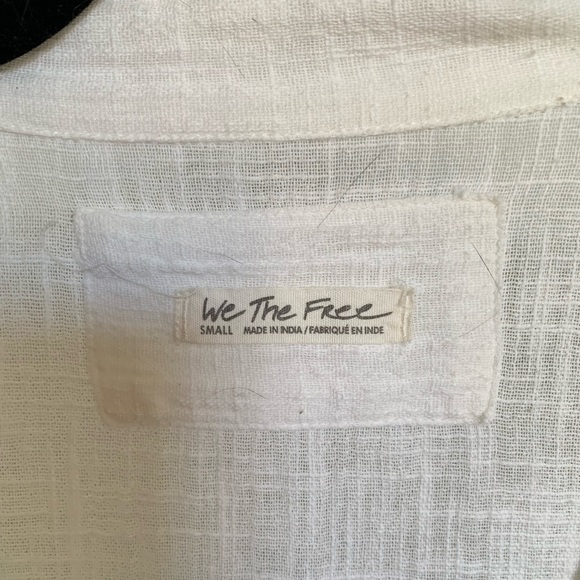 We The Free
SMALL MADE IN INDIA / FABRIQUÉ EN INDE